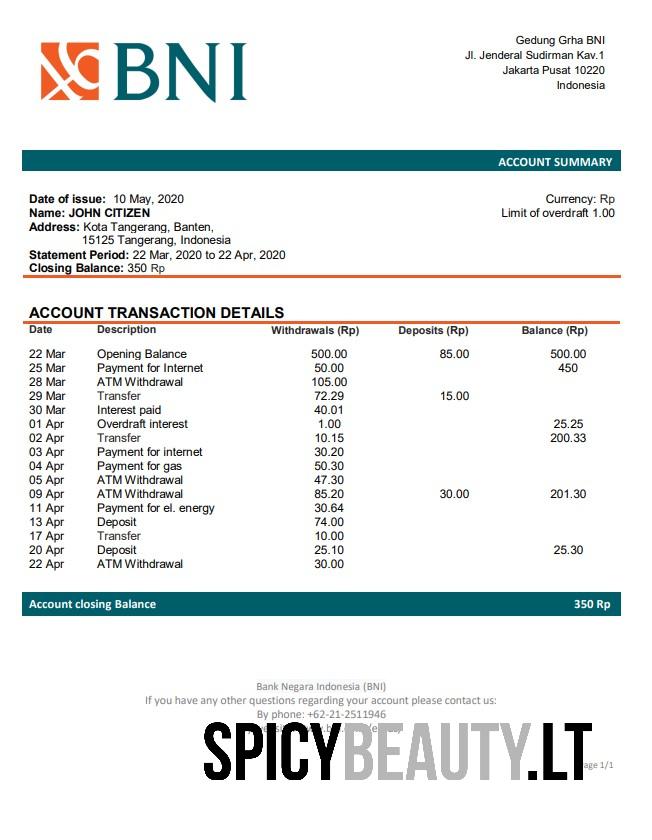 BNI
Gedung Grha BNI
Jl. Jenderal Sudirman Kav.1
Jakarta Pusat 10220
Indonesia
ACCOUNT SUMMARY
Date of issue: 10 May, 2020
Currency: Rp
Name: JOHN CITIZEN
Limit of overdraft 1.00
Address: Kota Tangerang, Banten,
15125 Tangerang, Indonesia
Statement Period: 22 Mar, 2020 to 22 Apr, 2020
Closing Balance: 350 Rp
ACCOUNT TRANSACTION DETAILS
Date Description Withdrawals (Rp) Deposits (Rp) Balance (Rp)
22 Mar Opening Balance 500.00 85.00 500.00
25 Mar Payment for Internet 50.00 450
28 Mar ATM Withdrawal 105.00
29 Mar Transfer 72.29 15.00
30 Mar Interest paid 40.01
01 Apr Overdraft interest 1.00 25.25
02 Apr Transfer 10.15 200.33
03 Apr Payment for internet 30.20
04 Apr Payment for gas 50.30
05 Apr ATM Withdrawal 47.30
09 Apr ATM Withdrawal 85.20 30.00 201.30
11 Apr Payment for el. energy 30.64
13 Apr Deposit 74.00
17 Apr Transfer 10.00
20 Apr Deposit 25.10 25.30
22 Apr ATM Withdrawal 30.00
Account closing Balance 350 Rp
Bank Negara Indonesia (BNI)
If you have any other questions regarding your account please contact us:
By phone: +62-21-2511946
SPICYBEAUTY.LT
1/1